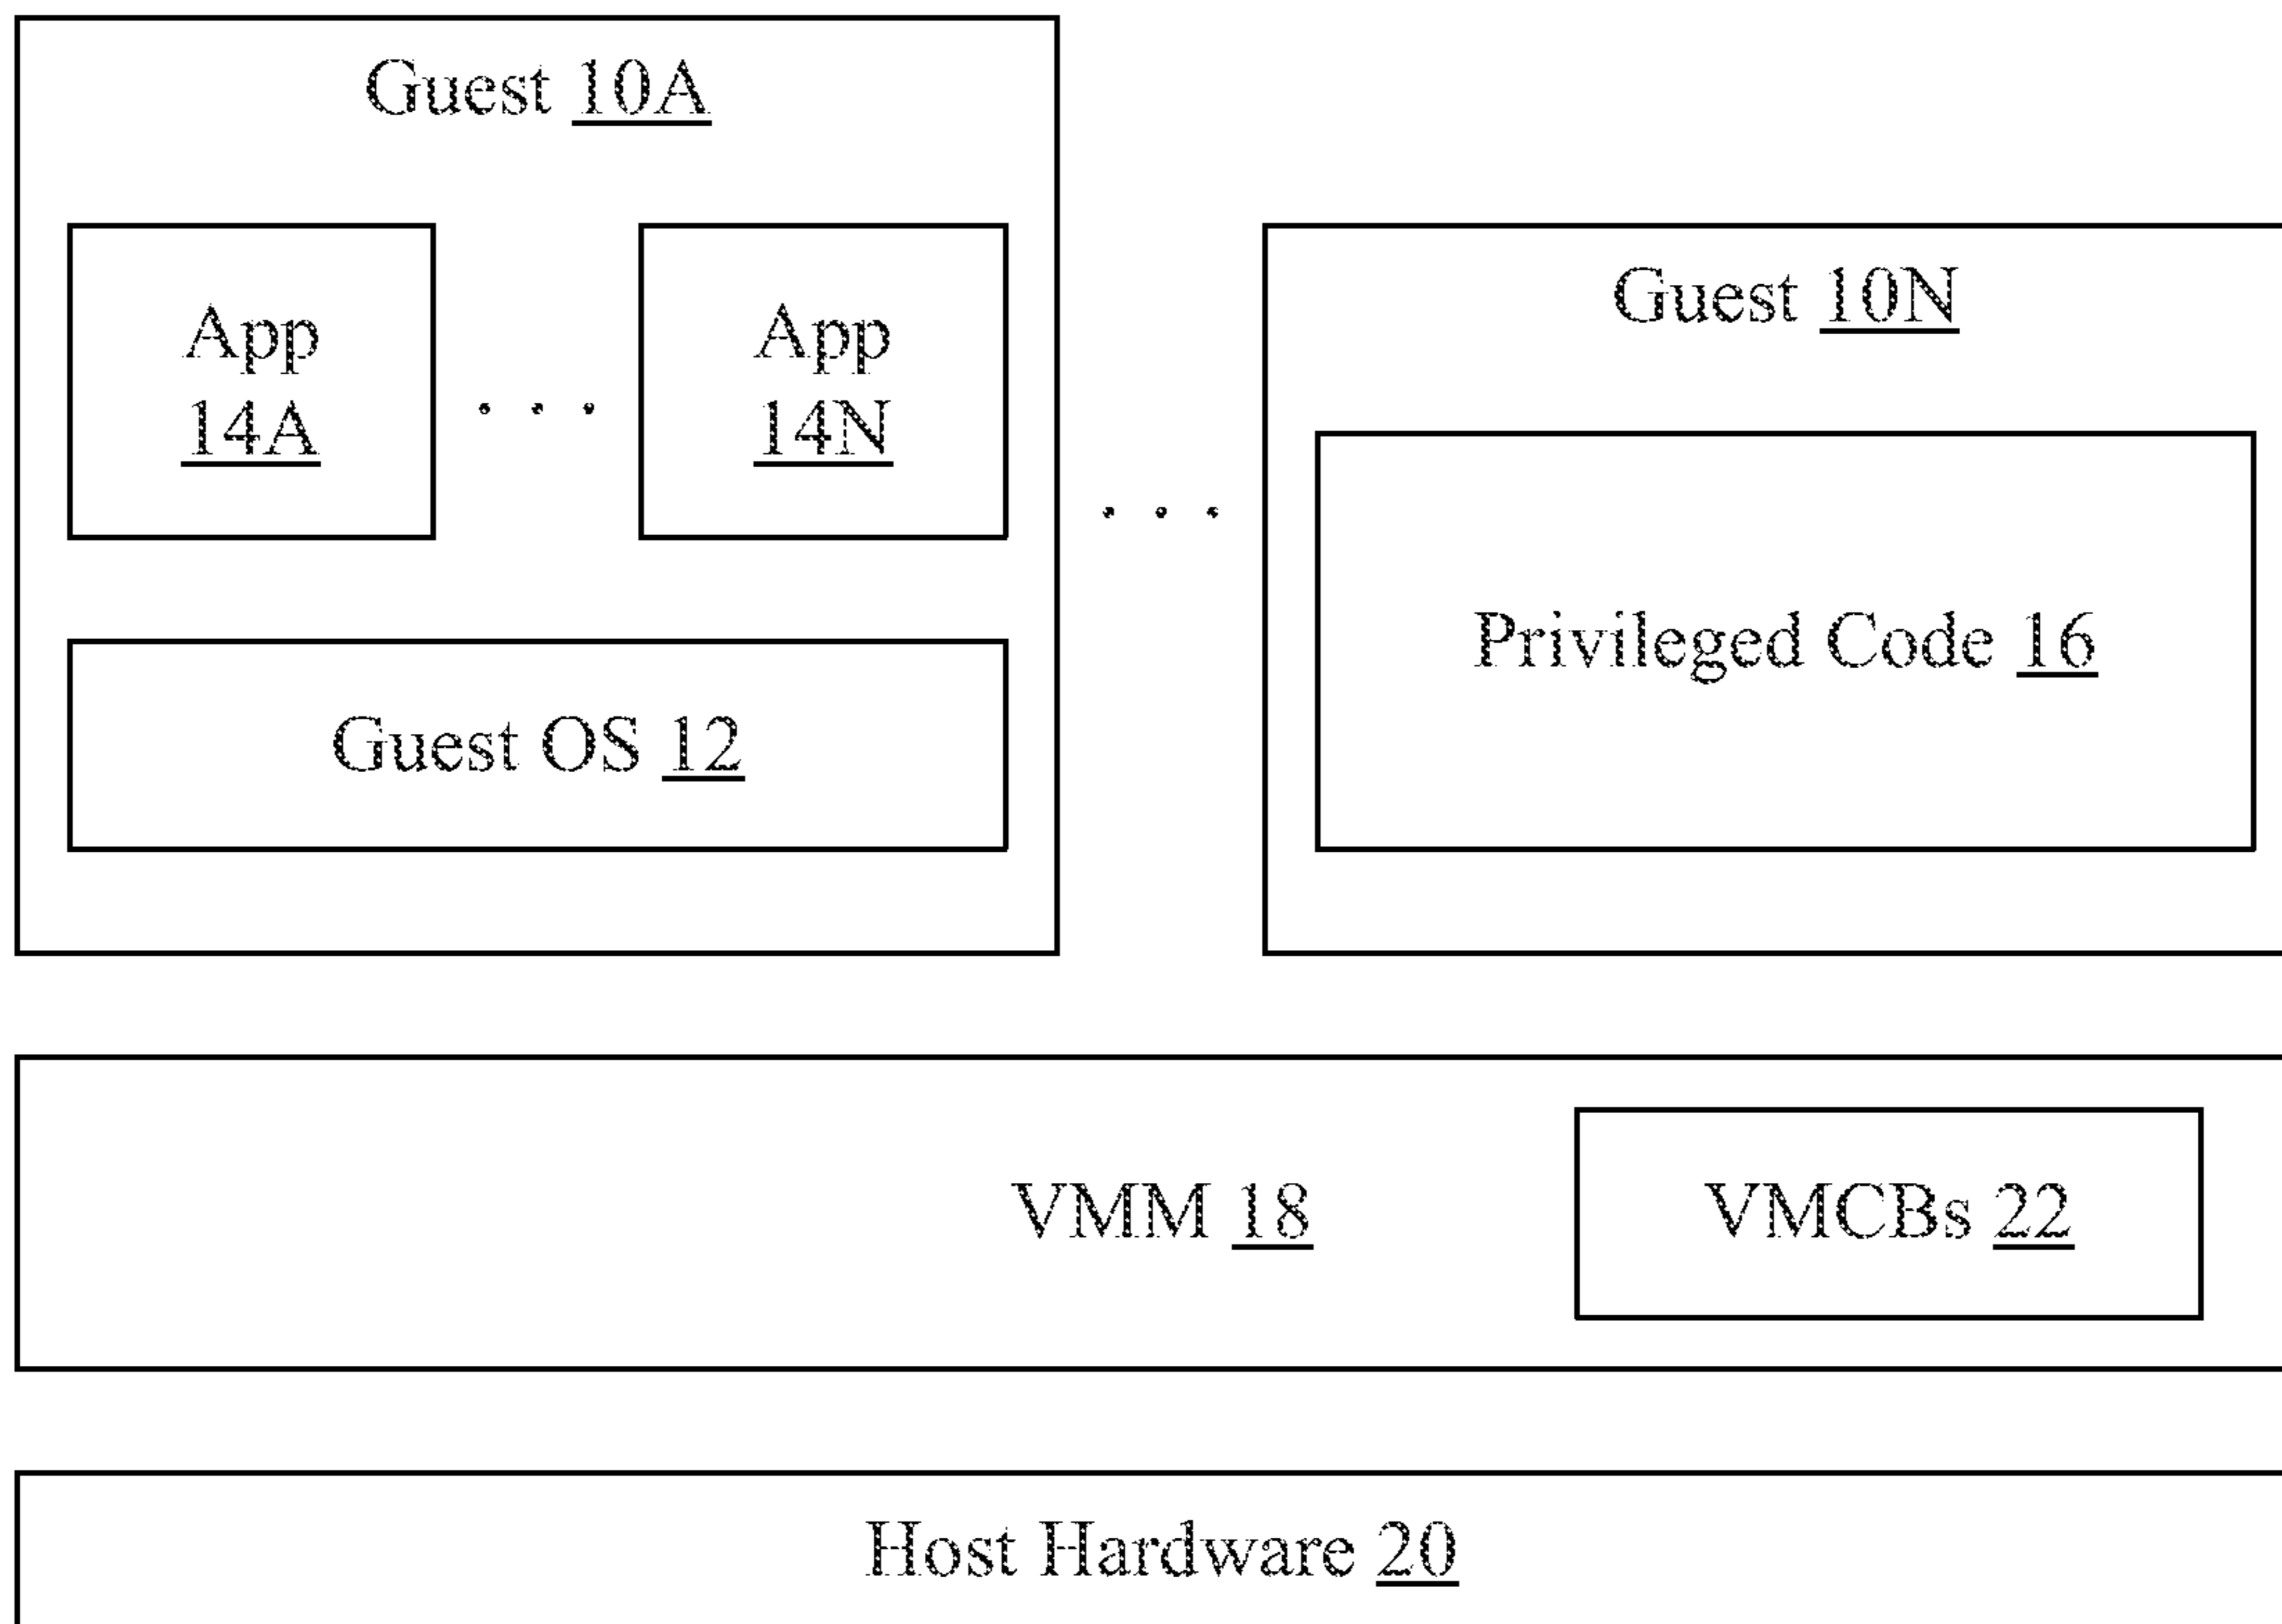 Guest 10A
App
14A
. . .
App
14N
Guest OS 12
. . .
Guest 10N
Privileged Code 16
VMM 18
VMCBs 22
Host Hardware 20